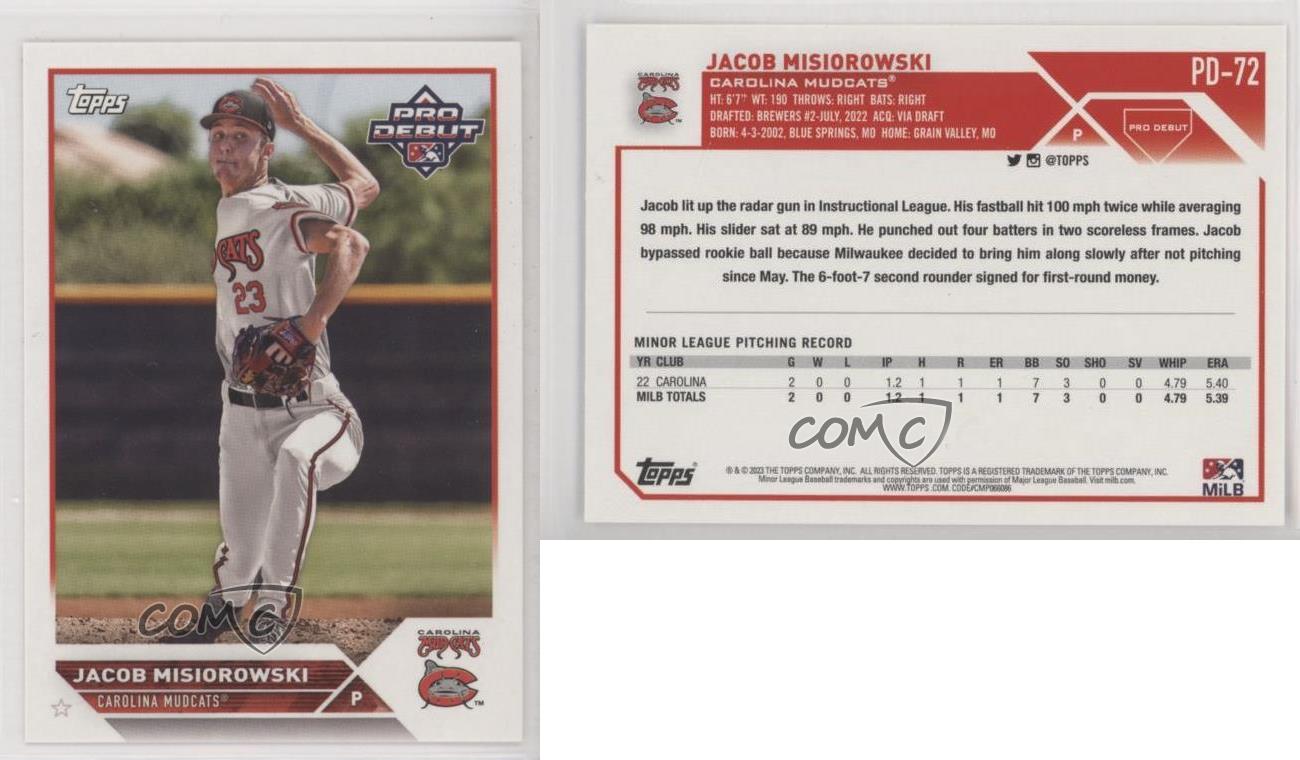 Topps
PRO
DEBUT
CATS
23
COMC
CAROLINA
MUDCATS
JACOB MISIOROWSKI
CAROLINA MUDCATS®
P
C
TM
JACOB MISIOROWSKI
PD-72
CAROLINA
MUDCATS
CAROLINA MUDCATS®
HT: 6'7" WT: 190 THROWS: RIGHT BATS: RIGHT
DRAFTED: BREWERS #2-JULY, 2022 ACQ: VIA DRAFT
BORN: 4-3-2002, BLUE SPRINGS, MO HOME: GRAIN VALLEY, MO
C
TM
P
PRO DEBUT
@TOPPS
Jacob lit up the radar gun in Instructional League. His fastball hit 100 mph twice while averaging
98 mph. His slider sat at 89 mph. He punched out four batters in two scoreless frames. Jacob
bypassed rookie ball because Milwaukee decided to bring him along slowly after not pitching
since May. The 6-foot-7 second rounder signed for first-round money.
MINOR LEAGUE PITCHING RECORD
YR CLUB G W L IP H R ER BB SO SHO SV WHIP ERA
22 CAROLINA 2 0 0 1.2 1 1 1 7 3 0 0 4.79 5.40
MILB TOTALS 2 0 0 1.2 1 1 1 7 3 0 0 4.79 5.39
COMC
Topps®
® & © 2023 THE TOPPS COMPANY, INC. ALL RIGHTS RESERVED. TOPPS IS A REGISTERED TRADEMARK OF THE TOPPS COMPANY, INC.
Minor League Baseball trademarks and copyrights are used with permission of Major League Baseball. Visit milb.com.
WWW.TOPPS.COM. CODE#CMP066086
MiLB